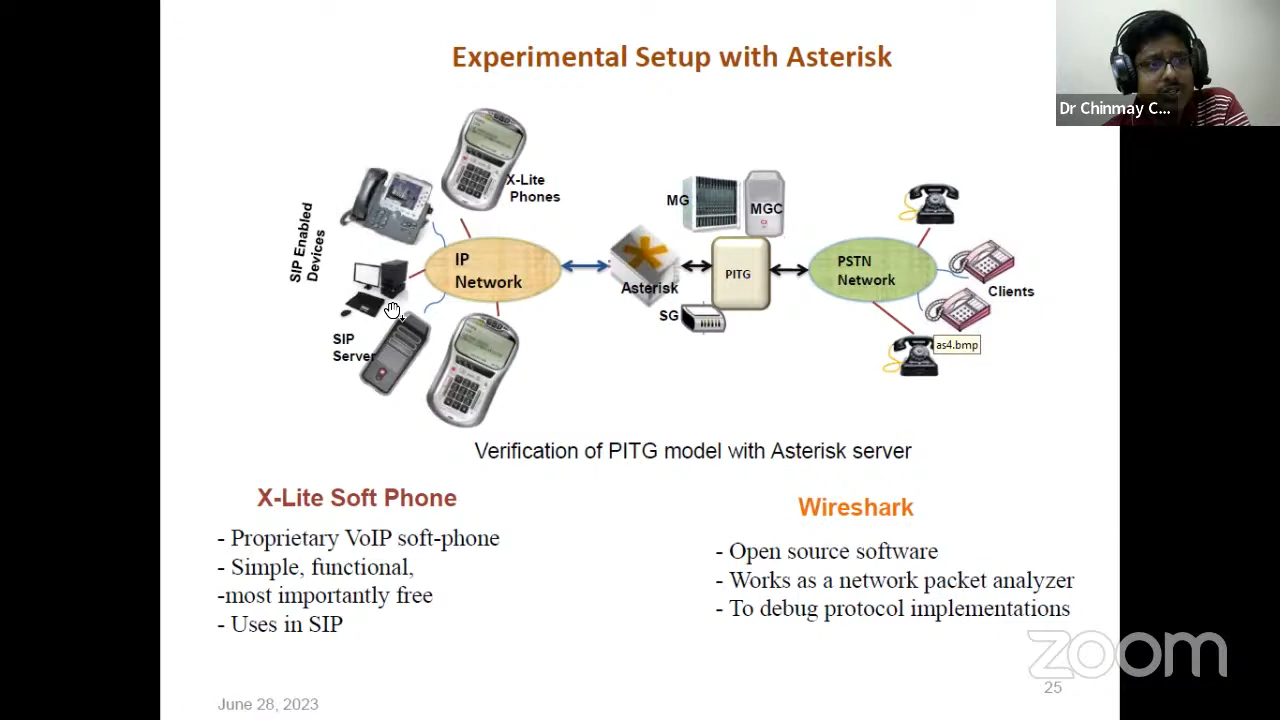 Experimental Setup with Asterisk
Dr Chinmay C...
X-Lite
Phones
SIP Enabled
Devices
MG
MGC
IP
Network
Asterisk
PITG
PSTN
Network
Clients
SG
SIP
Server
as4.bmp
Verification of PITG model with Asterisk server
X-Lite Soft Phone
- Proprietary VoIP soft-phone
- Simple, functional,
-most importantly free
- Uses in SIP
Wireshark
- Open source software
- Works as a network packet analyzer
- To debug protocol implementations
zoom
25
June 28, 2023